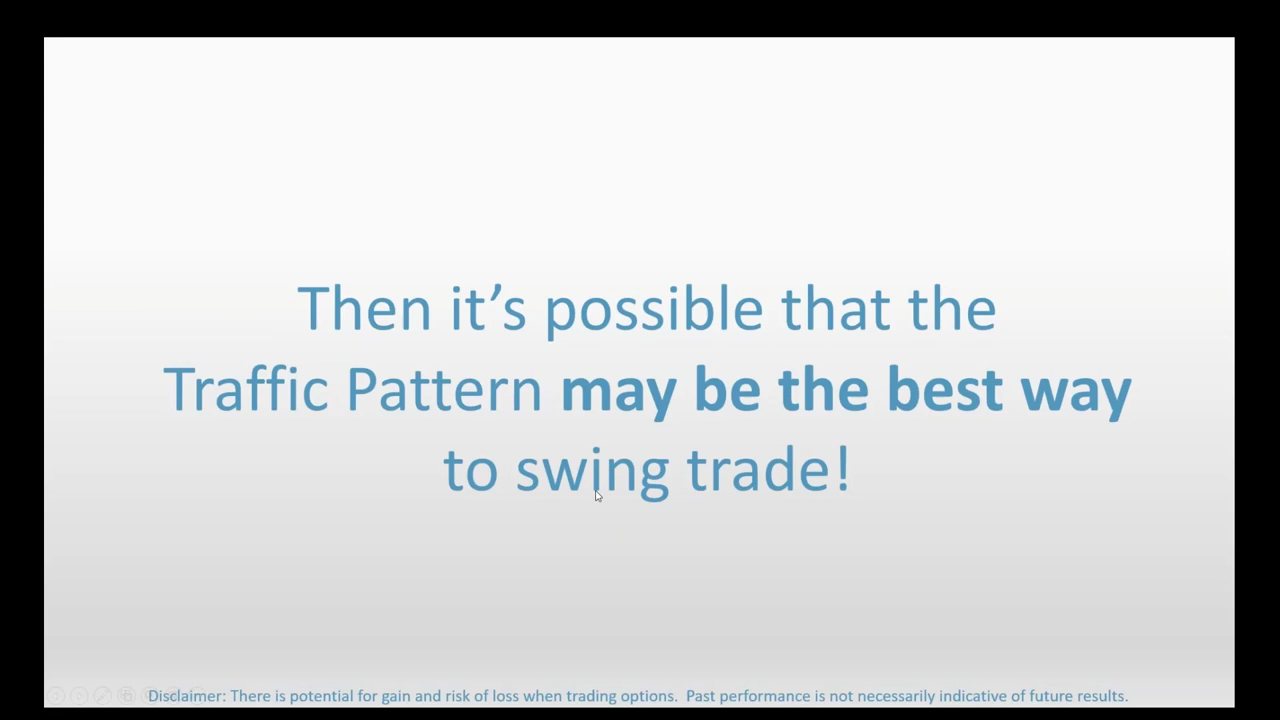 Then it’s possible that the
Traffic Pattern may be the best way
to swing trade!
Disclaimer: There is potential for gain and risk of loss when trading options.  Past performance is not necessarily indicative of future results.